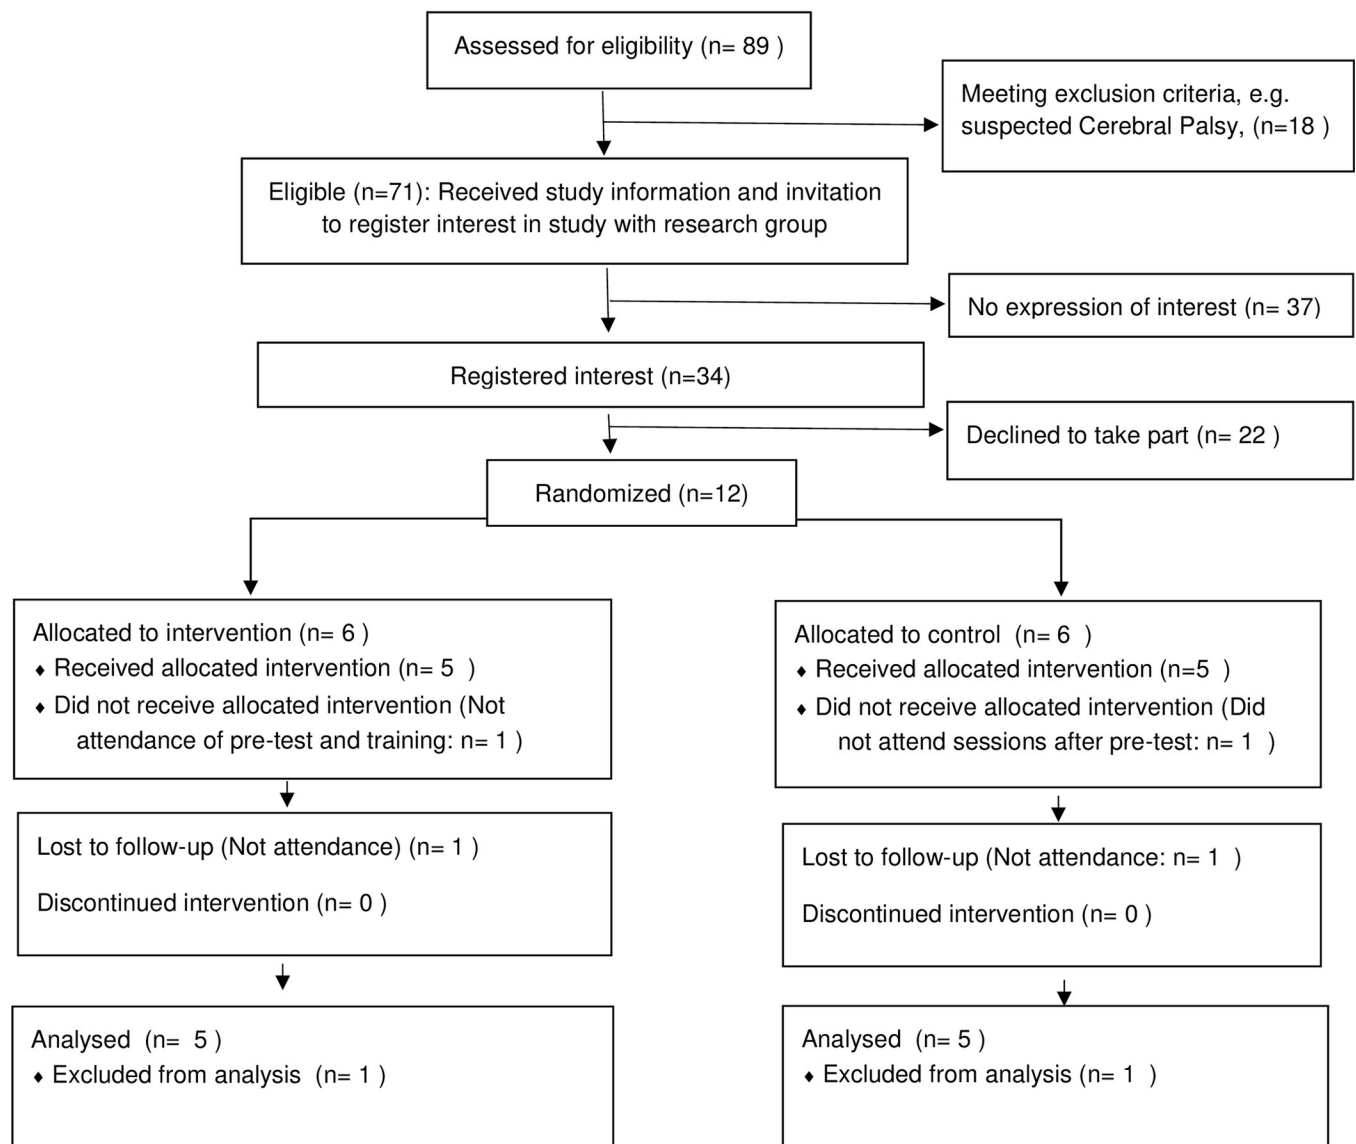 Assessed for eligibility (n= 89 )
Meeting exclusion criteria, e.g.
suspected Cerebral Palsy, (n=18 )
Eligible (n=71): Received study information and invitation
to register interest in study with research group
No expression of interest (n= 37)
Registered interest (n=34)
Declined to take part (n= 22 )
Randomized (n=12)
Allocated to intervention (n= 6 )
♦ Received allocated intervention (n= 5 )
♦ Did not receive allocated intervention (Not
attendance of pre-test and training: n= 1 )
Allocated to control (n= 6 )
♦ Received allocated intervention (n=5 )
♦ Did not receive allocated intervention (Did
not attend sessions after pre-test: n= 1 )
Lost to follow-up (Not attendance) (n= 1 )
Discontinued intervention (n= 0 )
Lost to follow-up (Not attendance: n= 1 )
Discontinued intervention (n= 0 )
Analysed (n= 5 )
♦ Excluded from analysis (n= 1 )
Analysed (n= 5 )
♦ Excluded from analysis (n= 1 )